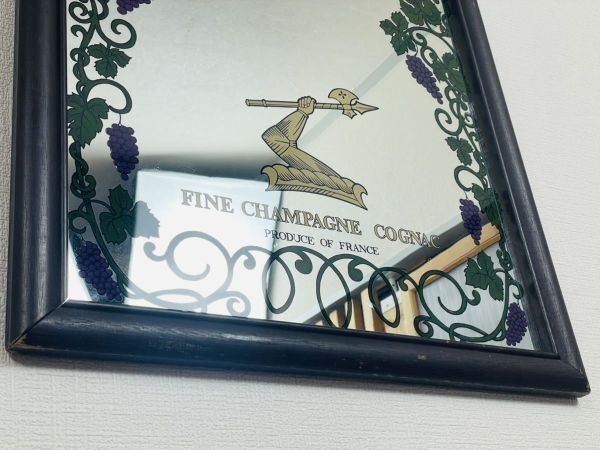 FINE CHAMPAGNE COGNAC
PRODUCE OF FRANCE